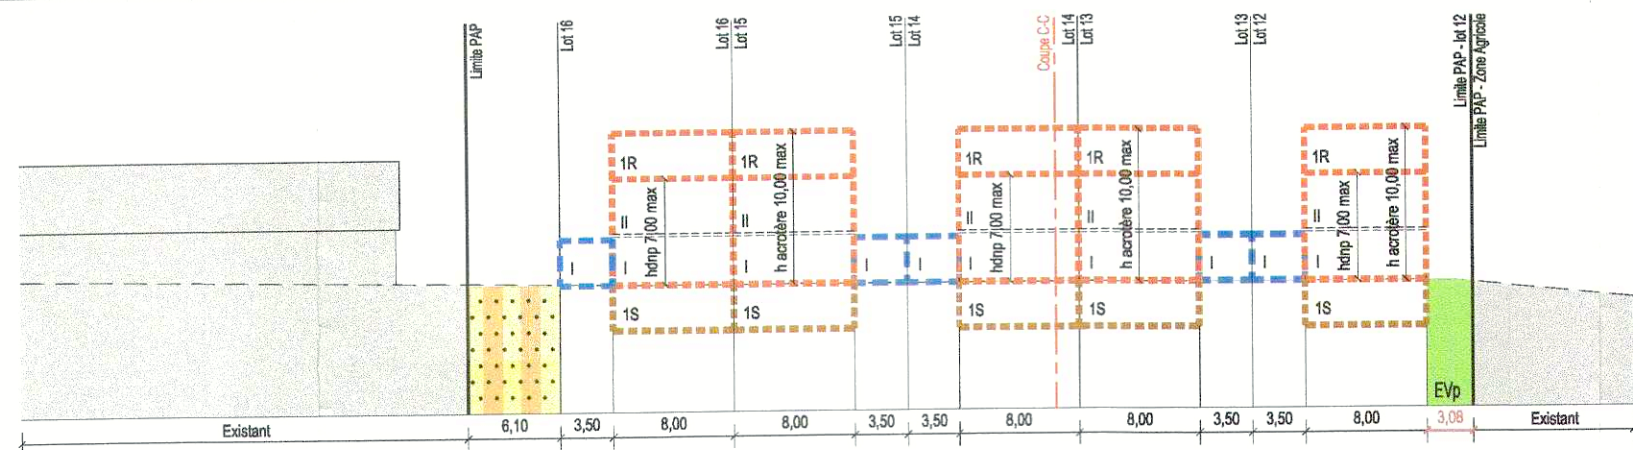 Limite PAP
Lot 16
Lot 16
Lot 15
Lot 15
Lot 14
Coupe C-C
Lot 14
Lot 13
Lot 13
Lot 12
Limite PAP - lot 12
Limite PAP - Zone Agricole
1R
1R
1R
1R
1R
I
I
II
hdnp 7,00 max
I
II
h acrotère 10,00 max
I
I
I
II
hdnp 7,00 max
I
II
h acrotère 10,00 max
I
I
I
II
hdnp 7,00 max
h acrotère 10,00 max
1S
1S
1S
1S
1S
EVp
Existant
6,10
3,50
8,00
8,00
3,50
3,50
8,00
8,00
3,50
3,50
8,00
3,08
Existant